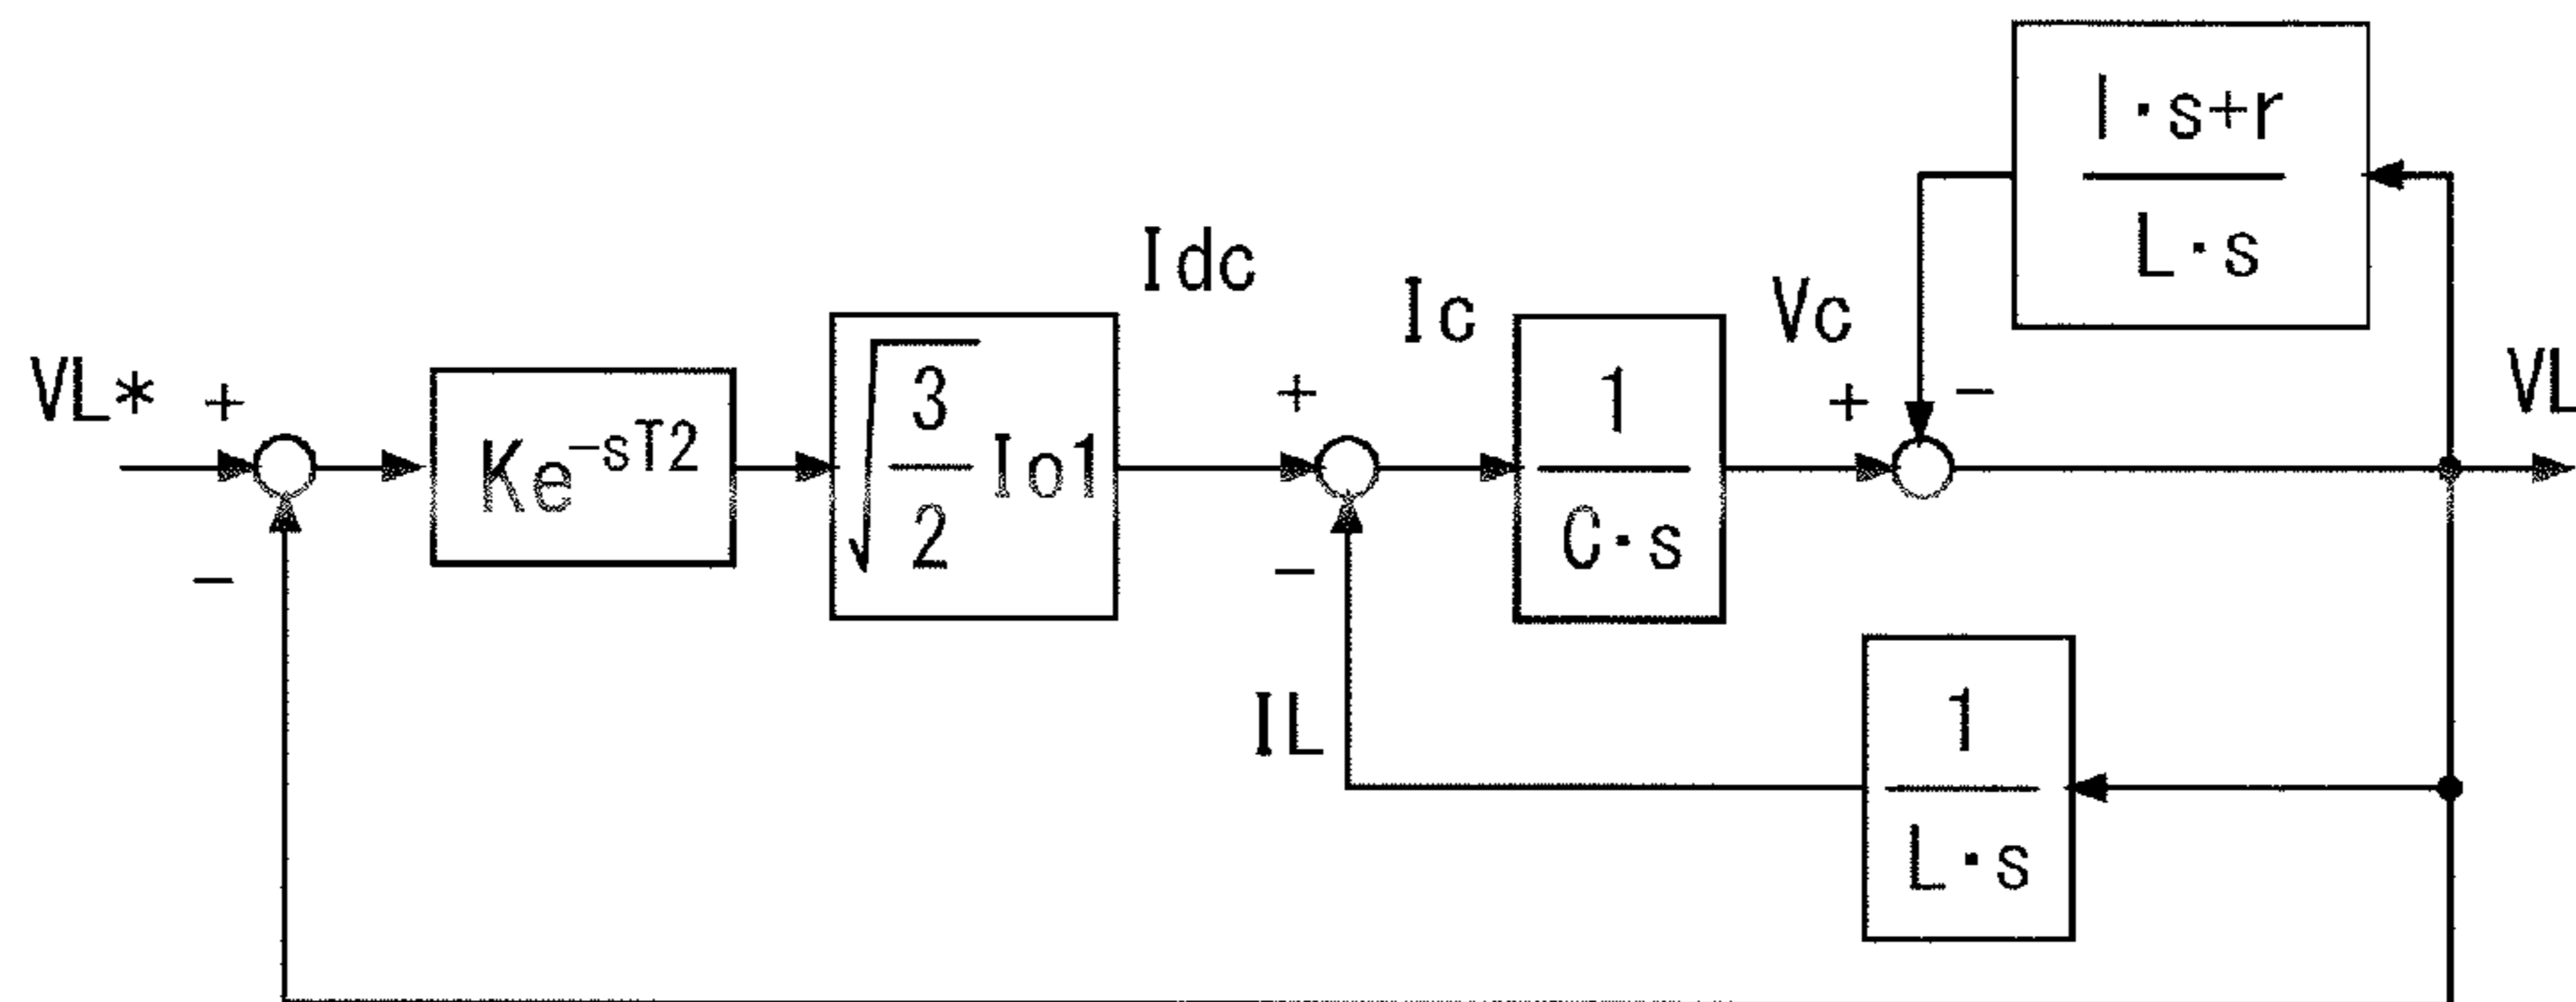 l・s+r
L・s
VL* +
−
Ke^−sT2
√3/2 Io1
Idc
+
−
Ic
1
C・s
Vc
+
−
VL
IL
1
L・s